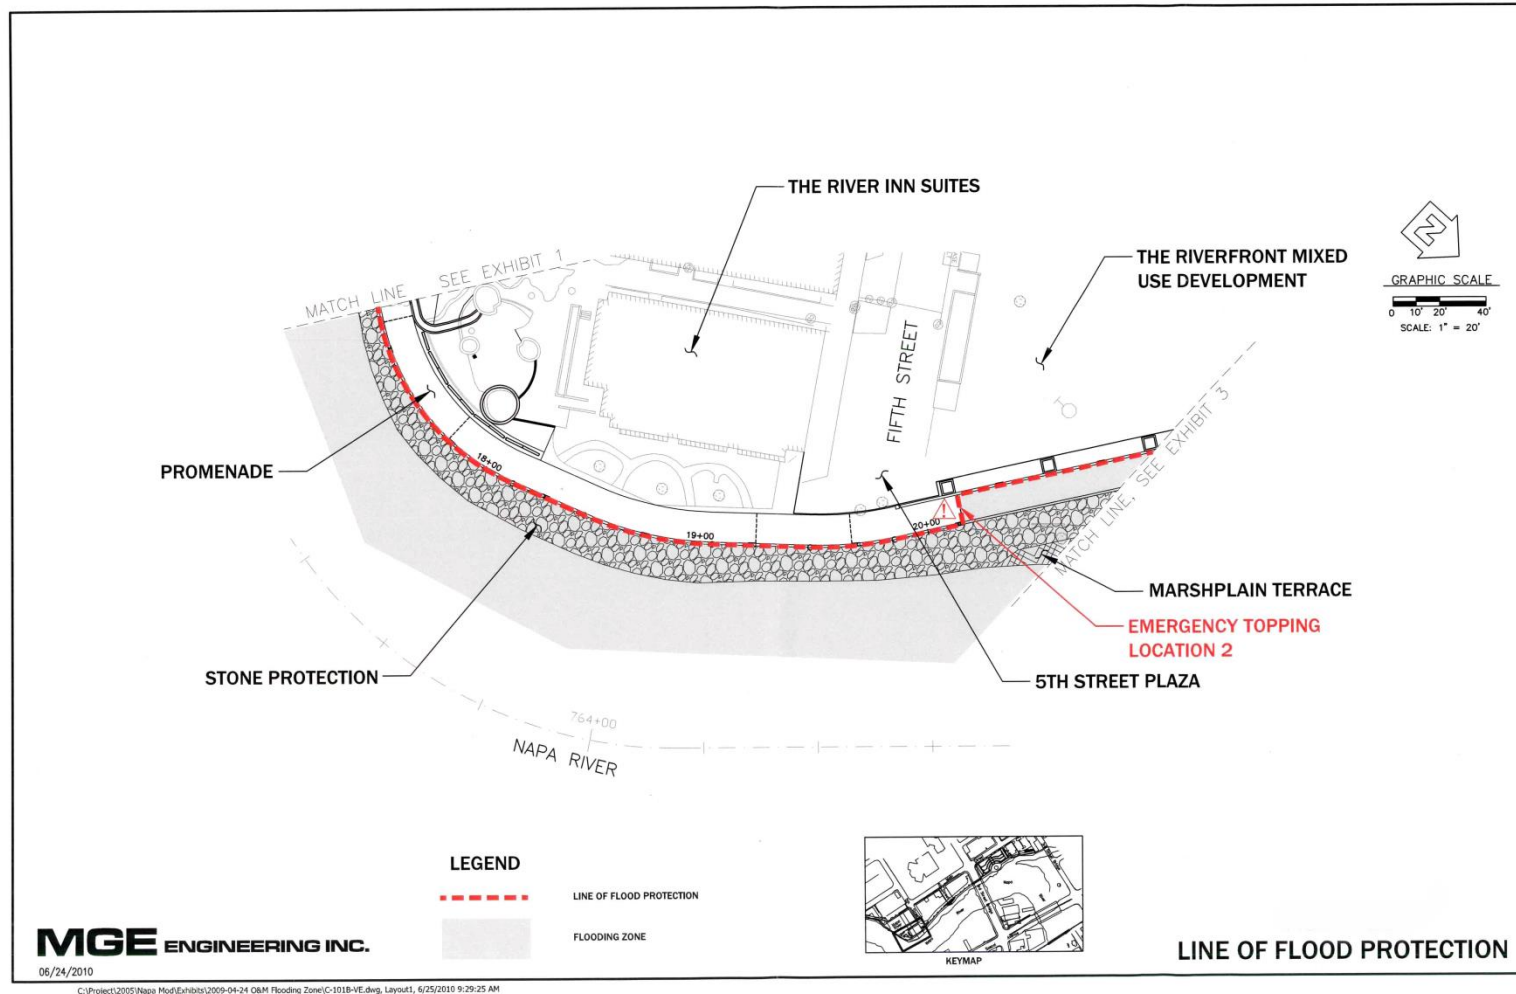 THE RIVER INN SUITES
MATCH LINE SEE EXHIBIT 1
THE RIVERFRONT MIXED
USE DEVELOPMENT
GRAPHIC SCALE
0 10' 20' 40'
SCALE: 1" = 20'
FIFTH STREET
PROMENADE
18+00
19+00
20+00
MATCH LINE, SEE EXHIBIT 3
MARSHPLAIN TERRACE
EMERGENCY TOPPING
LOCATION 2
STONE PROTECTION
5TH STREET PLAZA
764+00
NAPA RIVER
LEGEND
LINE OF FLOOD PROTECTION
FLOODING ZONE
KEYMAP
MGE ENGINEERING INC.
06/24/2010
LINE OF FLOOD PROTECTION
C:\Project\2005\Napa Mod\Exhibits\2009-04-24 O&M Flooding Zone\C-101B-VE.dwg, Layout1, 6/25/2010 9:29:25 AM